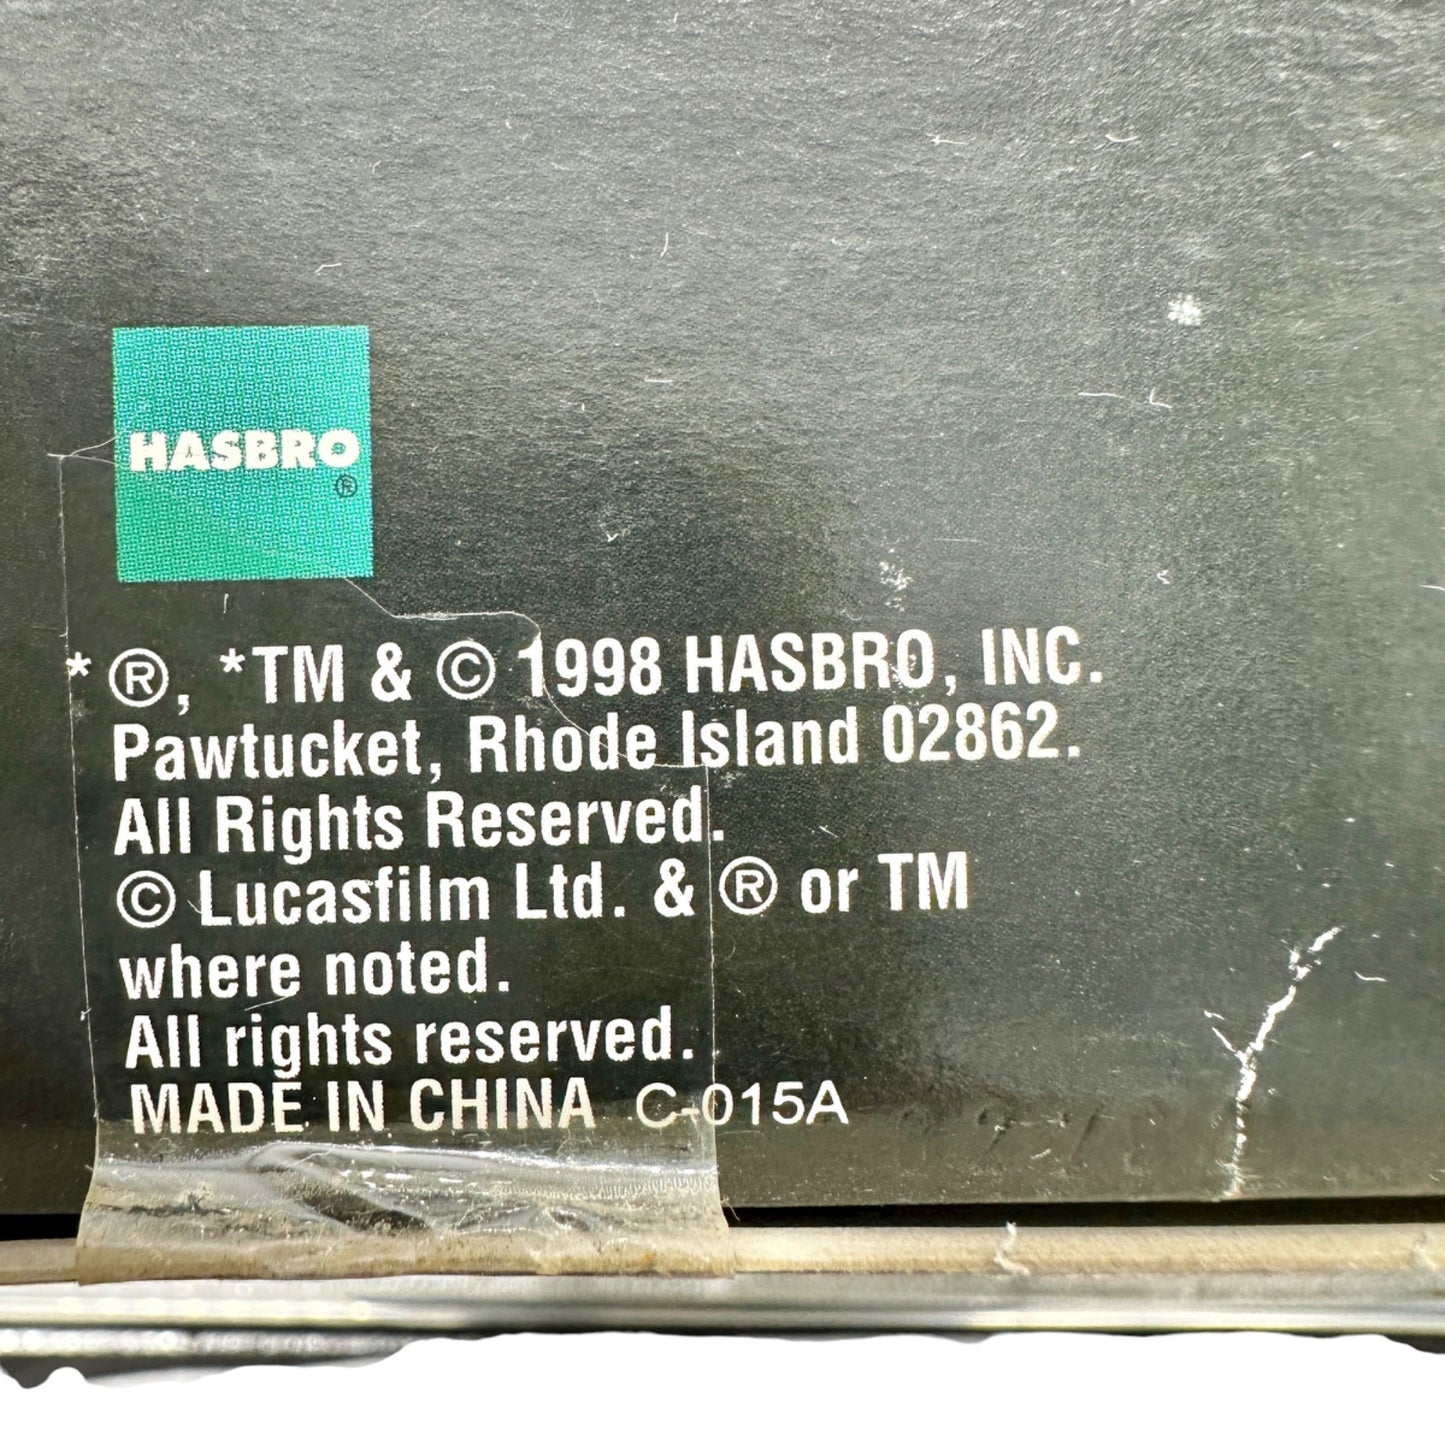 HASBRO
®
* ®, *TM & © 1998 HASBRO, INC.
Pawtucket, Rhode Island 02862.
All Rights Reserved.
© Lucasfilm Ltd. & ® or TM
where noted.
All rights reserved.
MADE IN CHINA C-015A